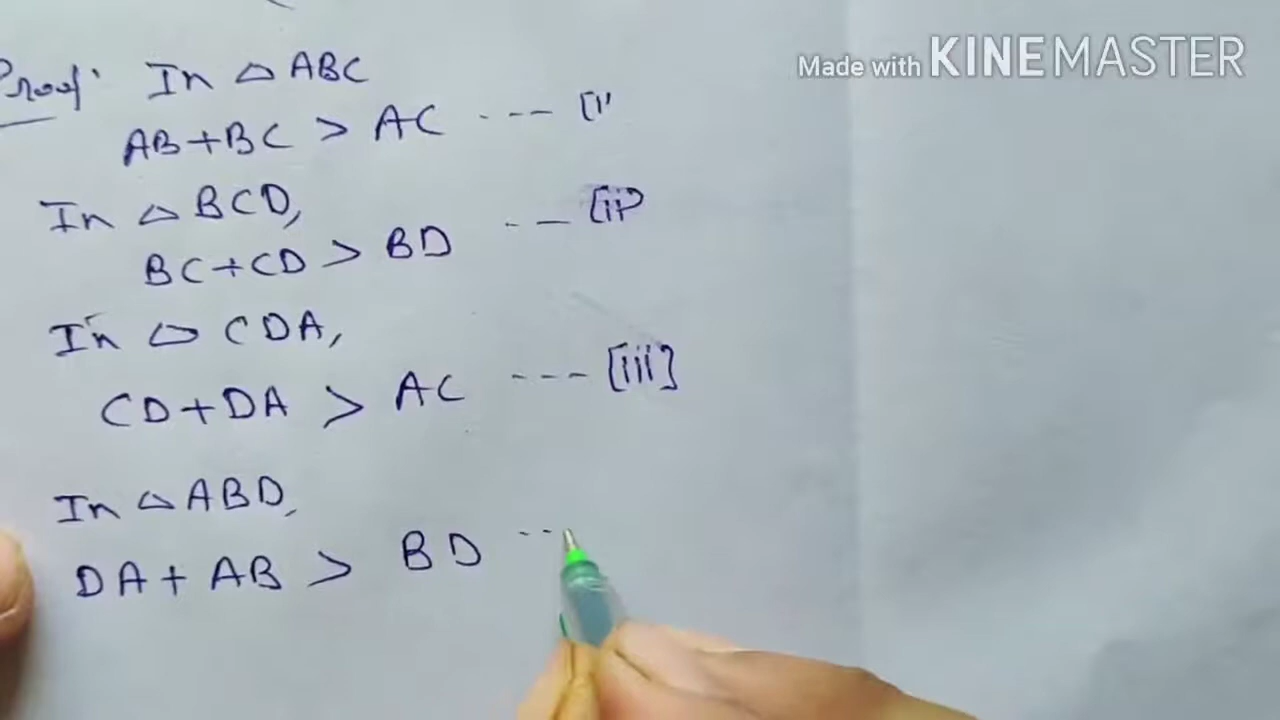 Made with KINEMASTER
Proof: In △ ABC
AB+BC > AC ---- [i]
In △ BCD,
BC+CD > BD -- [ii]
In △ CDA,
CD+DA > AC --- [iii]
In △ ABD,
DA+ AB > BD --